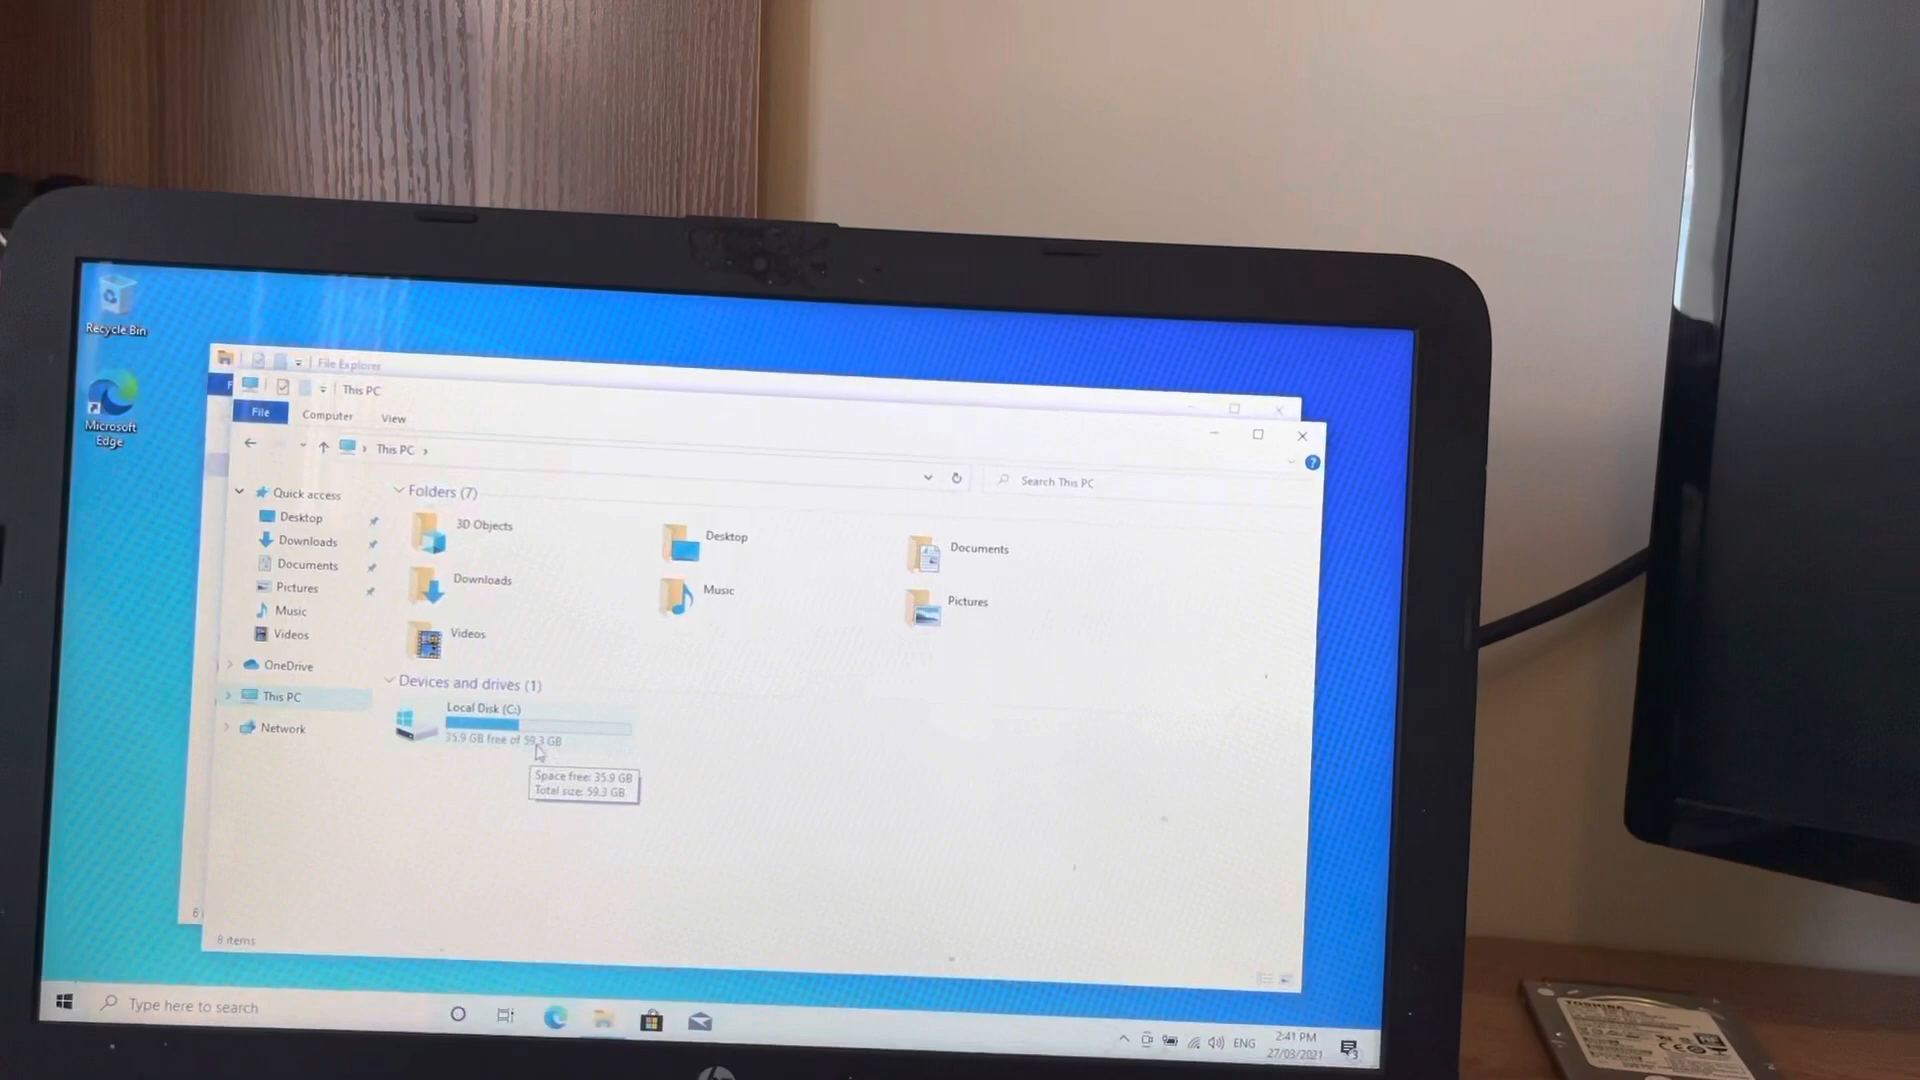 Recycle Bin
Microsoft
Edge
File Explorer
This PC
File
Computer
View
This PC
Search This PC
Quick access
Desktop
Downloads
Documents
Pictures
Music
Videos
OneDrive
This PC
Network
Folders (7)
3D Objects
Desktop
Documents
Downloads
Music
Pictures
Videos
Devices and drives (1)
Local Disk (C:)
35.9 GB free of 59.3 GB
Space free: 35.9 GB
Total size: 59.3 GB
8 items
Type here to search
ENG
2:41 PM
27/03/2021
3
TOSHIBA